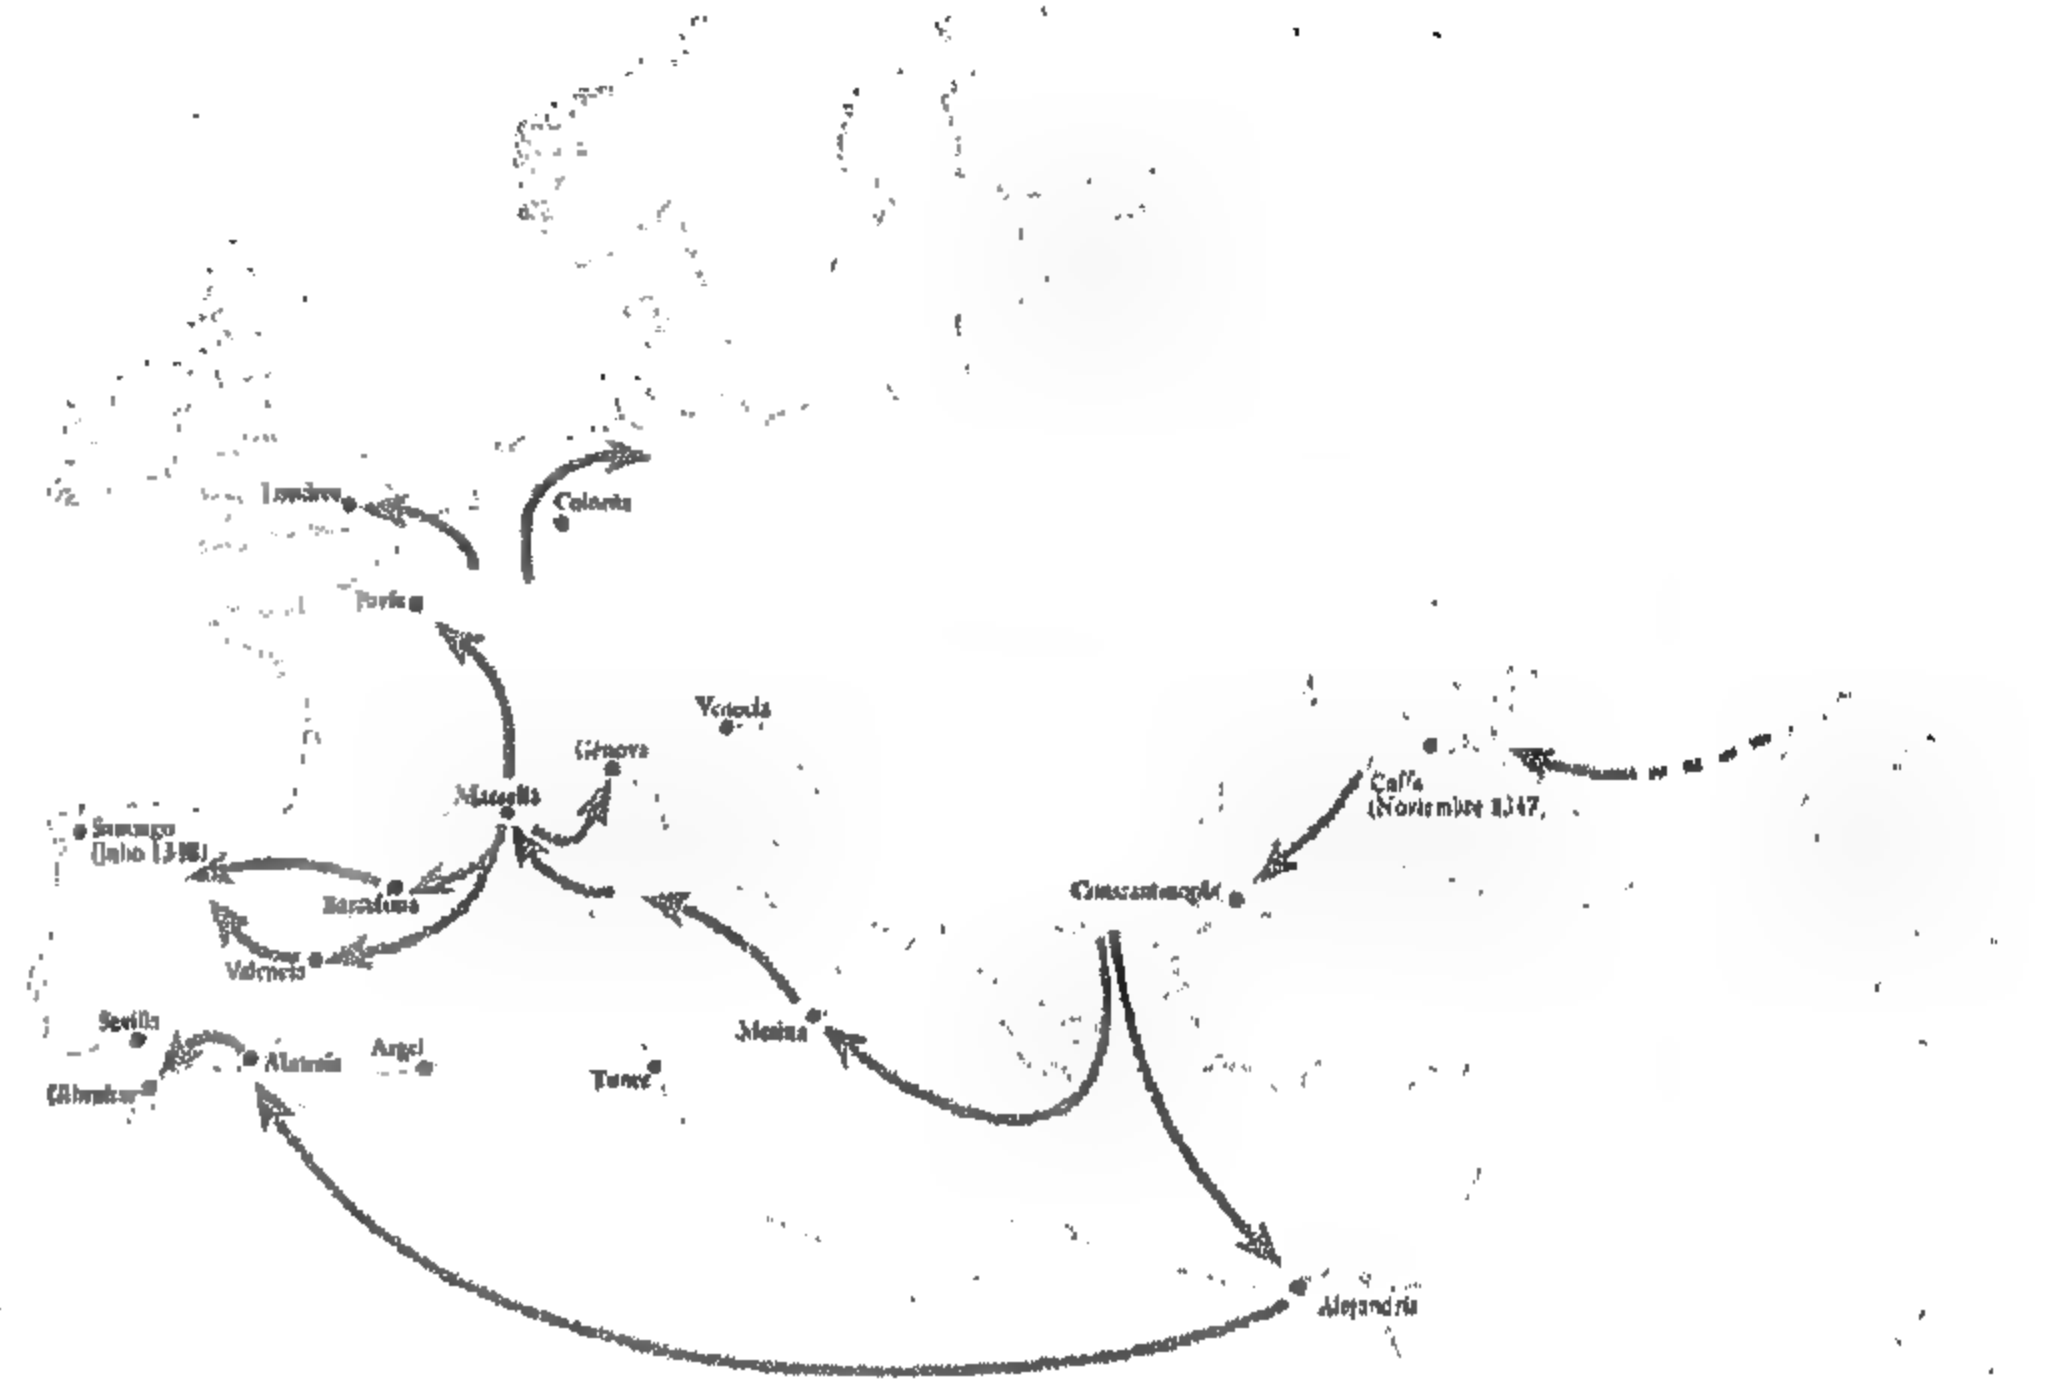 Londres
Colonia
París
Venecia
Génova
Marsella
Caffa
(Noviembre 1347)
Santiago
(Julio 1348)
Constantinopla
Barcelona
Valencia
Sevilla
Mesina
Argel
Almería
Túnez
Gibraltar
Alejandría